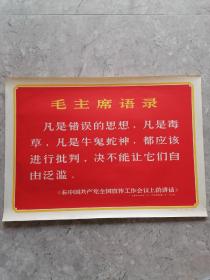 毛主席语录
凡是错误的思想，凡是毒
草，凡是牛鬼蛇神，都应该
进行批判，决不能让它们自
由泛滥。
《在中国共产党全国宣传工作会议上的讲话》